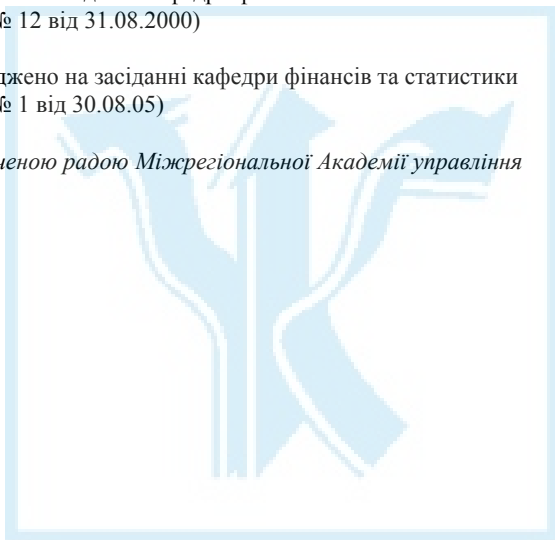 № 12 від 31.08.2000)
джено на засіданні кафедри фінансів та статистики
№ 1 від 30.08.05)
ченою радою Міжрегіональної Академії управління